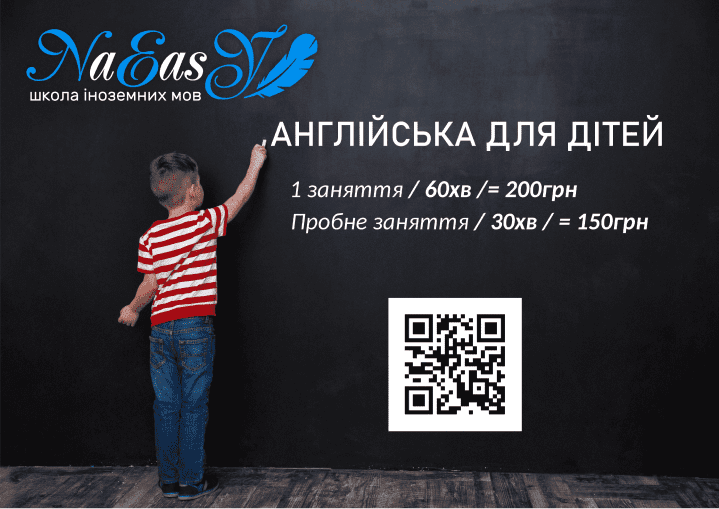 NaEasY
школа іноземних мов
АНГЛІЙСЬКА ДЛЯ ДІТЕЙ
1 заняття / 60хв /= 200грн
Пробне заняття / 30хв / = 150грн